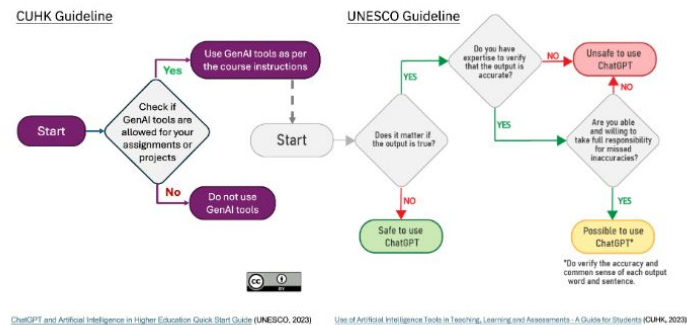 CUHK Guideline
Start
Check if
GenAI tools are
allowed for your
assignments or
projects
Yes
Use GenAI tools as per
the course instructions
No
Do not use
GenAI tools
UNESCO Guideline
Start
Does it matter if
the output is true?
NO
Safe to use
ChatGPT
YES
Do you have
expertise to verify
that the output is
accurate?
NO
Unsafe to use
ChatGPT
YES
Are you able
and willing to
take full responsibility
for missed
inaccuracies?
NO
YES
Possible to use
ChatGPT*
*Do verify the accuracy and
common sense of each output
word and sentence.
cc
BY
ChatGPT and Artificial Intelligence in Higher Education Quick Start Guide (UNESCO, 2023)
Use of Artificial Intelligence Tools in Teaching, Learning and Assessments - A Guide for Students (CUHK, 2023)